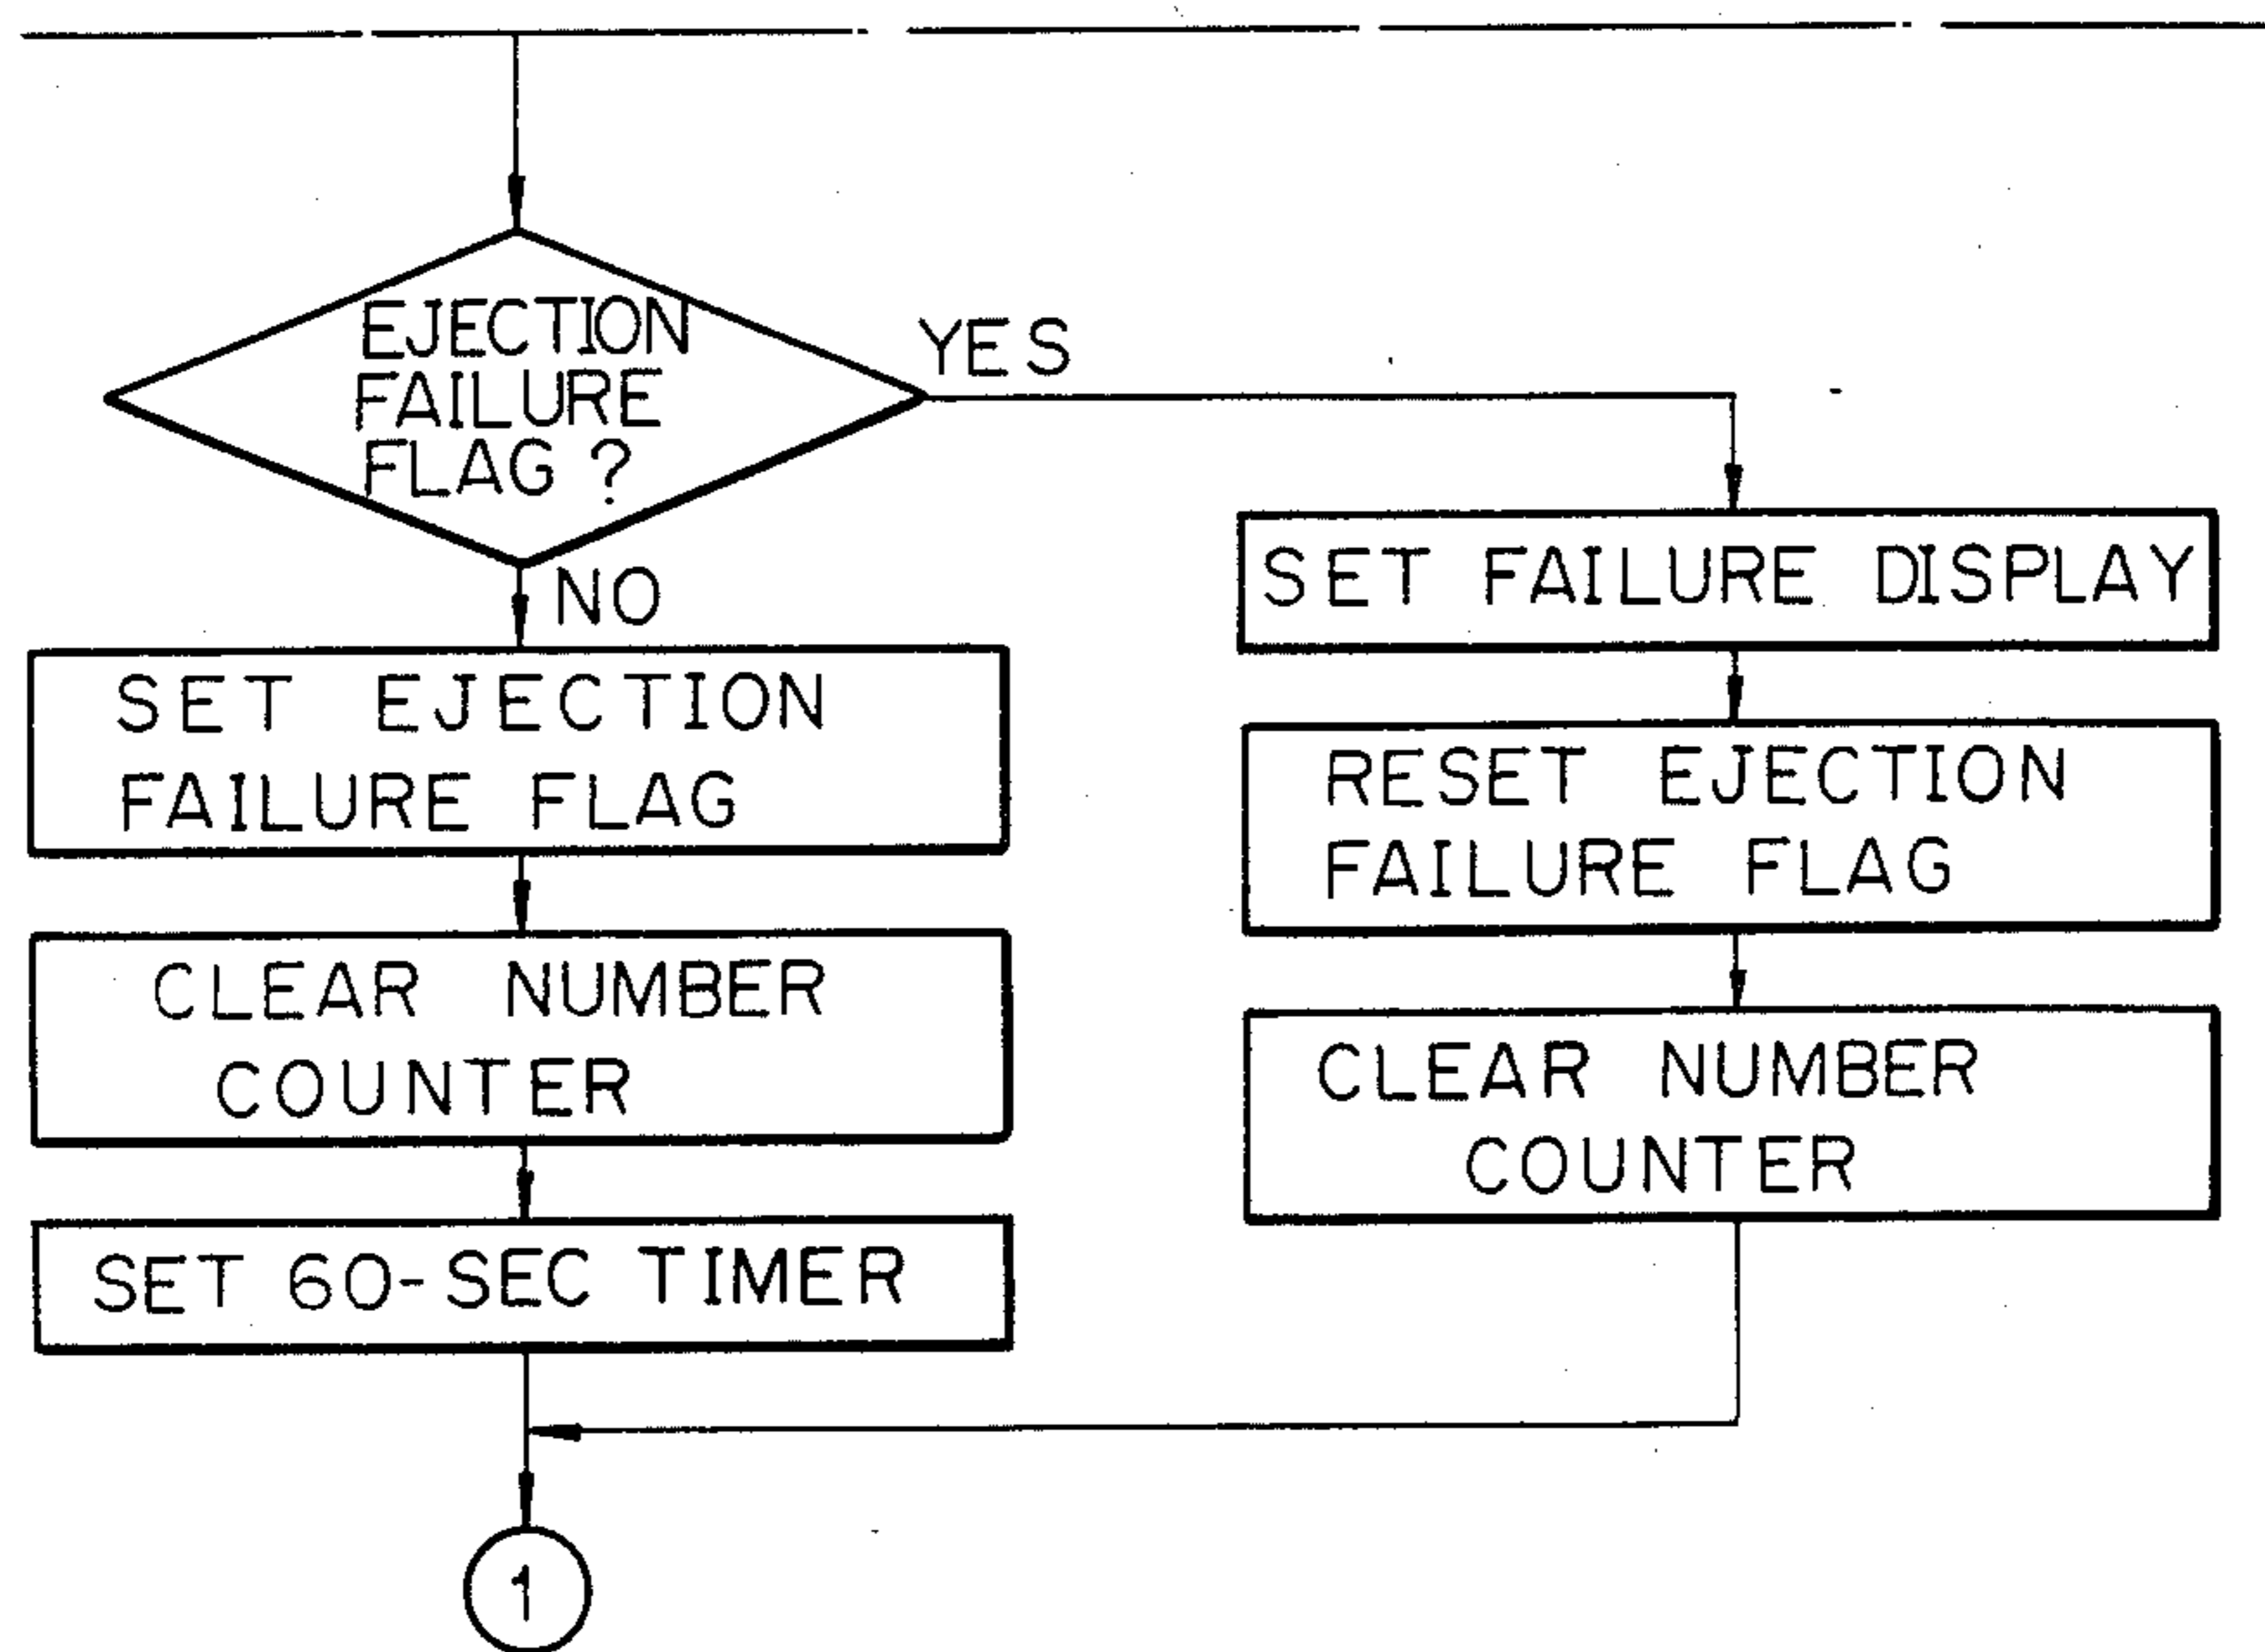 EJECTION
FAILURE
FLAG ?
YES
NO
SET EJECTION
FAILURE FLAG
CLEAR NUMBER
COUNTER
SET 60-SEC TIMER
SET FAILURE DISPLAY
RESET EJECTION
FAILURE FLAG
CLEAR NUMBER
COUNTER
1